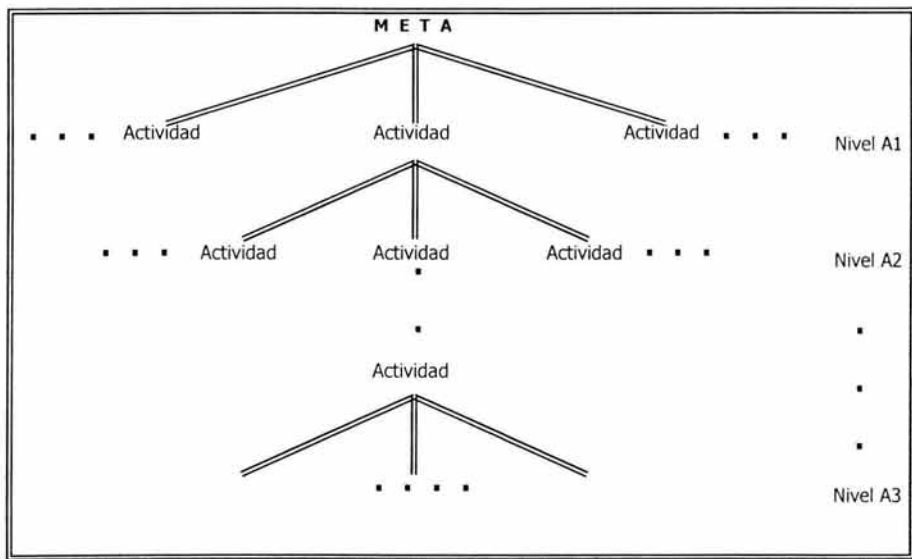 M E T A
. . . Actividad Actividad Actividad . . . Nivel A1
. . . Actividad Actividad Actividad . . . Nivel A2
.
. .
Actividad
.
.
. . . . Nivel A3